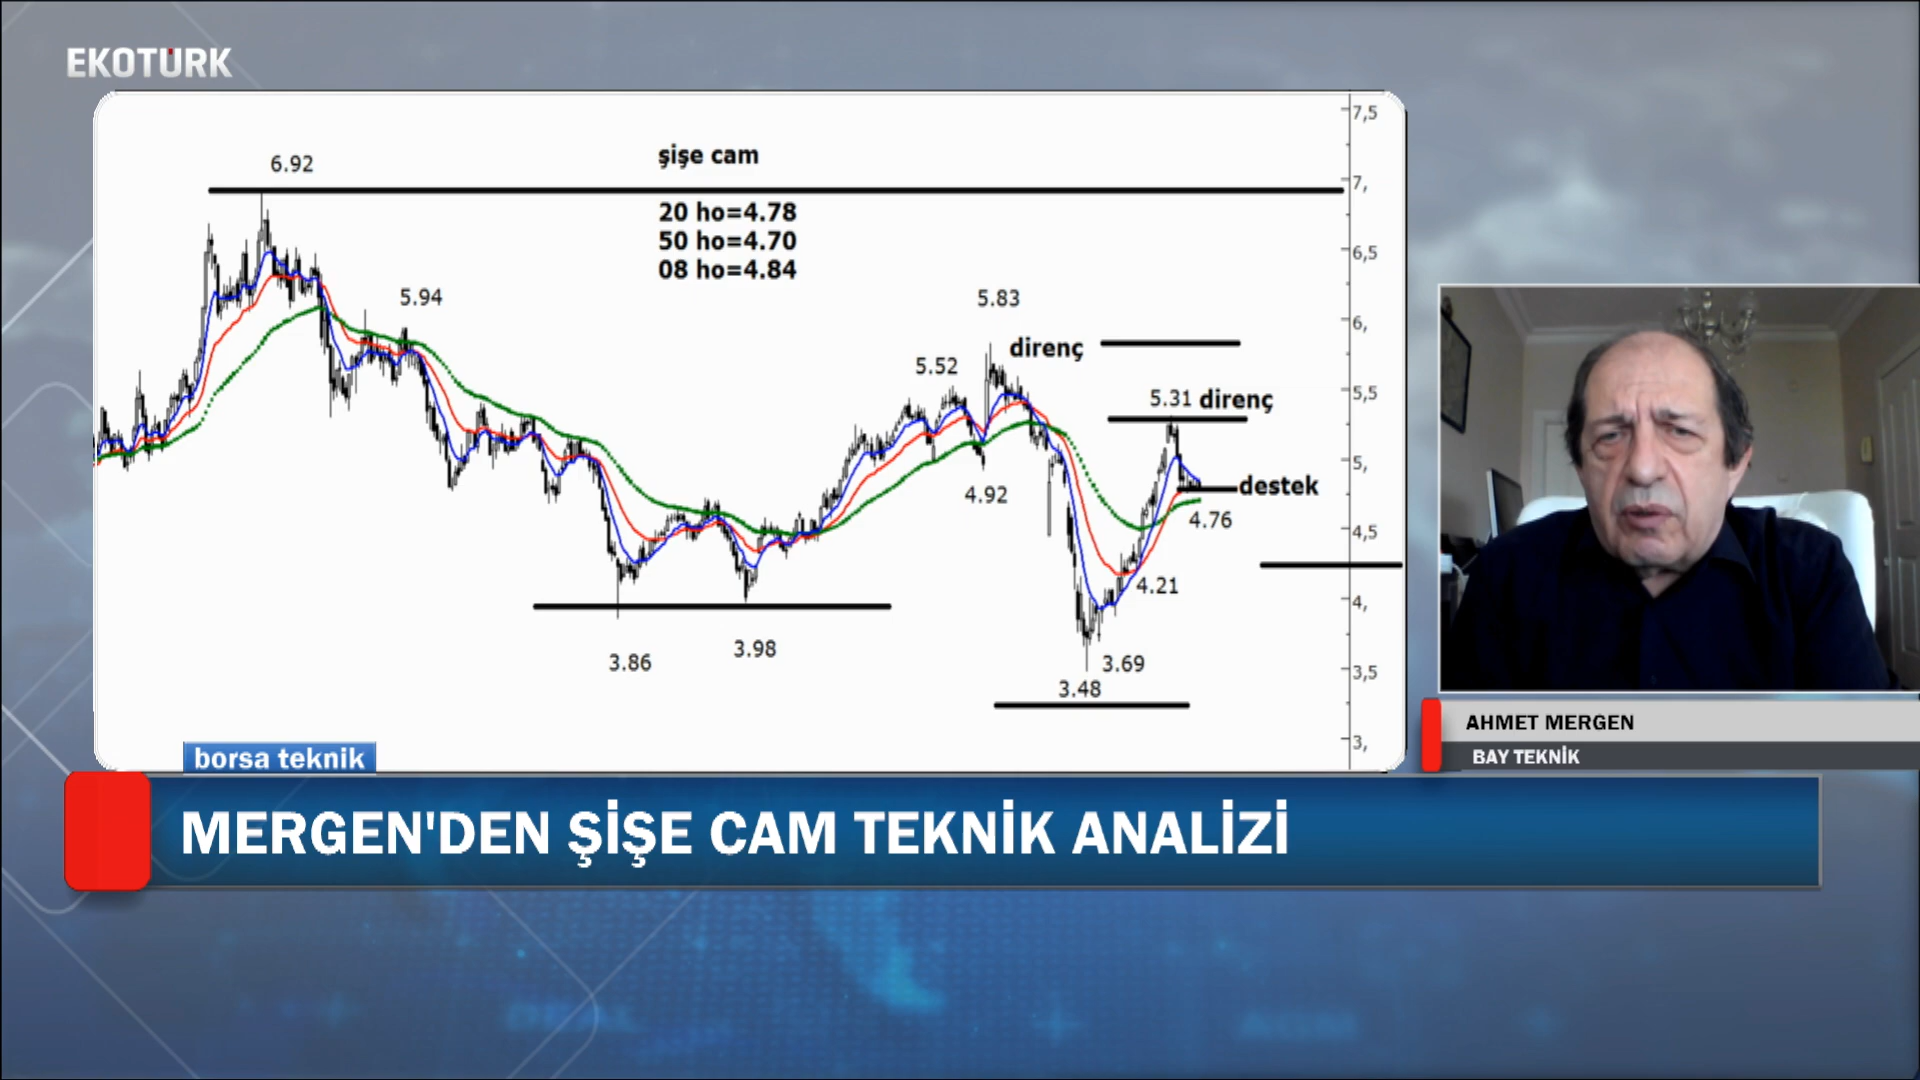 EKOTÜRK
şişe cam
20 ho=4.78
50 ho=4.70
08 ho=4.84
6.92
5.94
5.83
direnç
5.52
5.31 direnç
4.92
destek
4.76
4.21
3.86
3.98
3.69
3.48
7,5
7,
6,5
6,
5,5
5,
4,5
4,
3,5
3,
AHMET MERGEN
BAY TEKNİK
borsa teknik
MERGEN'DEN ŞİŞE CAM TEKNİK ANALİZİ